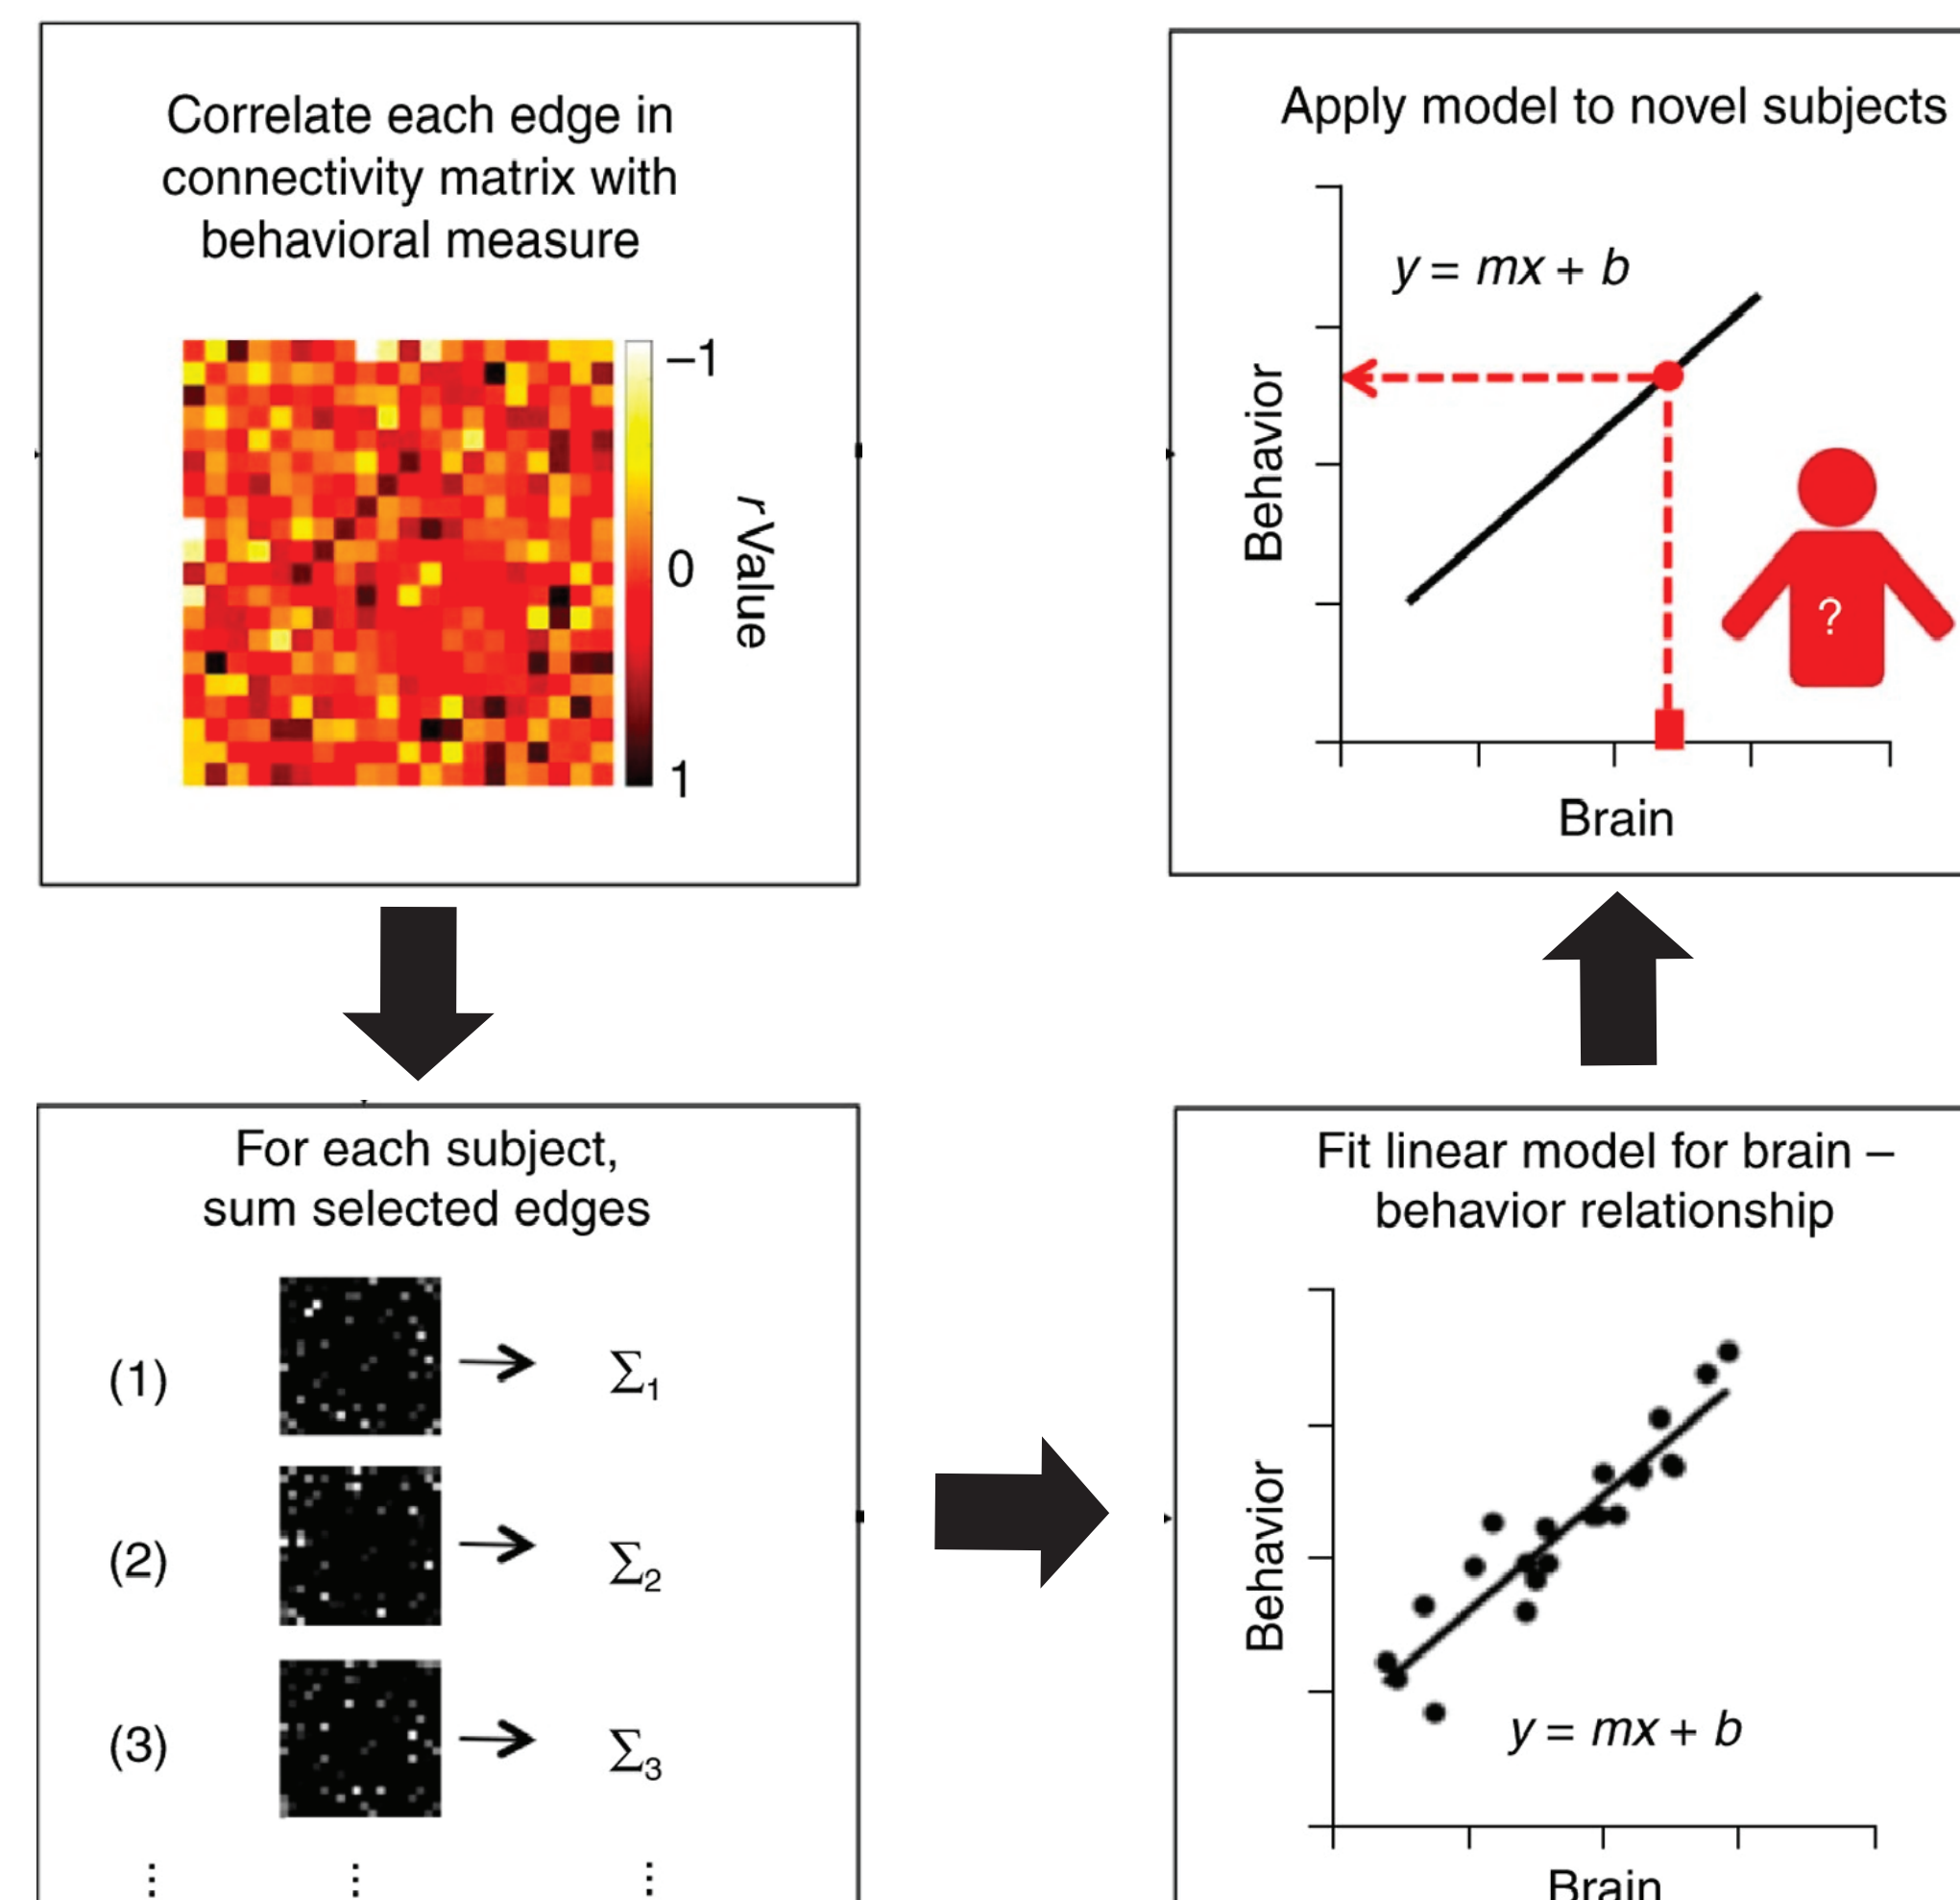 Correlate each edge in
connectivity matrix with
behavioral measure
–1
0
1
r Value
For each subject,
sum selected edges
(1)
Σ1
(2)
Σ2
(3)
Σ3
⋮ ⋮ ⋮
Fit linear model for brain –
behavior relationship
Behavior
y = mx + b
Brain
Apply model to novel subjects
y = mx + b
Behavior
?
Brain